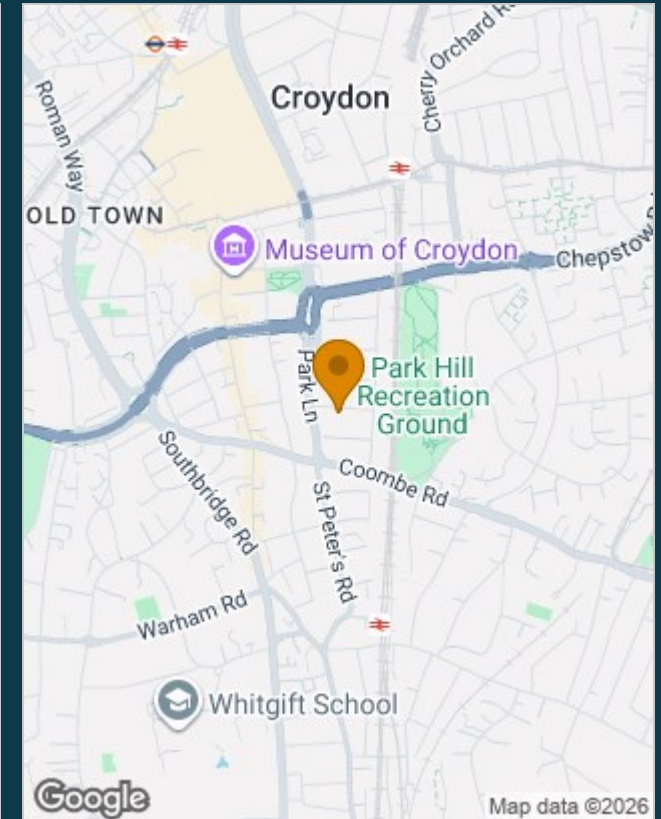 Croydon
Cherry Orchard Rd
Roman Way
OLD TOWN
Museum of Croydon
Chepstow
Park Ln
Park Hill
Recreation
Ground
Southbridge Rd
Coombe Rd
St Peter's Rd
Warham Rd
Whitgift School
Google
Map data ©2026